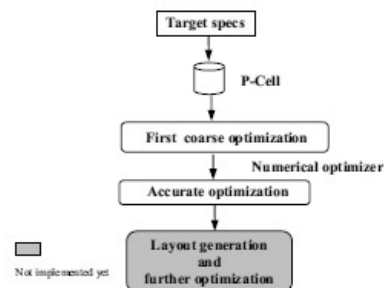 Target specs
P-Cell
First coarse optimization
Numerical optimizer
Accurate optimization
Layout generation
and
further optimization
Not implemented yet